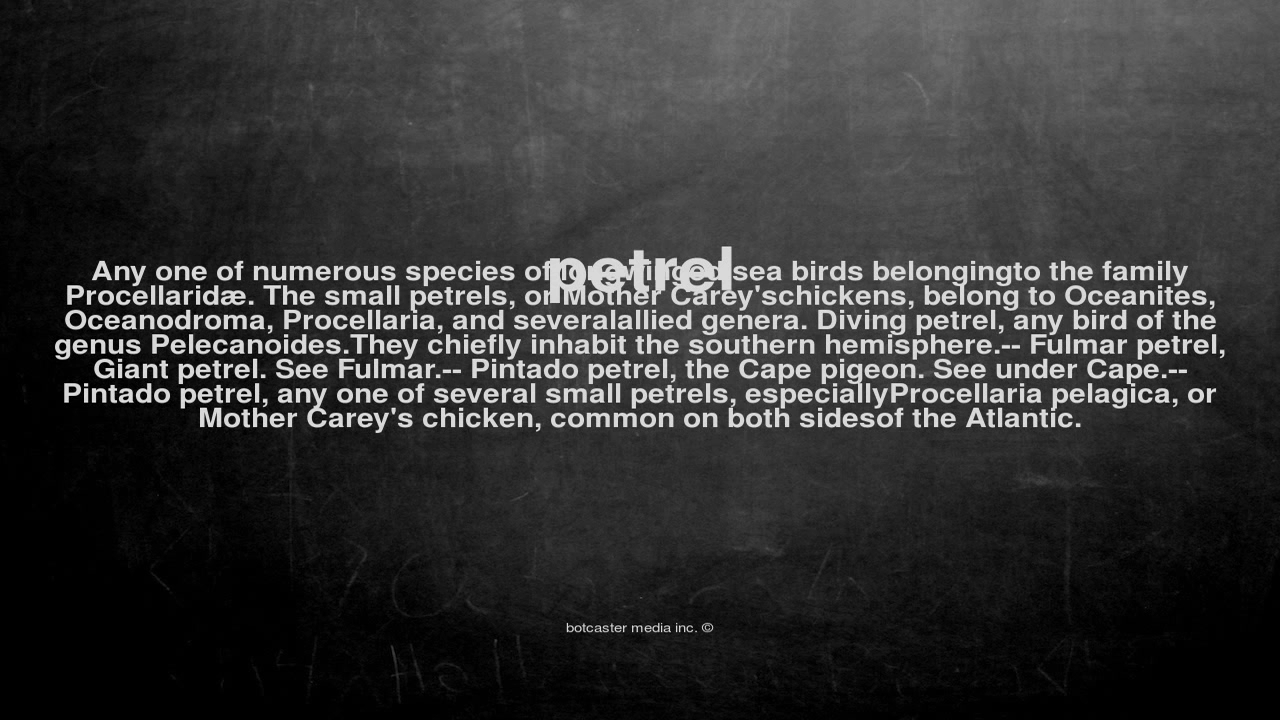 petrel
Any one of numerous species of long-winged sea birds belongingto the family
Procellaridæ. The small petrels, or Mother Carey'schickens, belong to Oceanites,
Oceanodroma, Procellaria, and severalallied genera. Diving petrel, any bird of the
genus Pelecanoides.They chiefly inhabit the southern hemisphere.-- Fulmar petrel,
Giant petrel. See Fulmar.-- Pintado petrel, the Cape pigeon. See under Cape.--
Pintado petrel, any one of several small petrels, especiallyProcellaria pelagica, or
Mother Carey's chicken, common on both sidesof the Atlantic.
botcaster media inc. ©